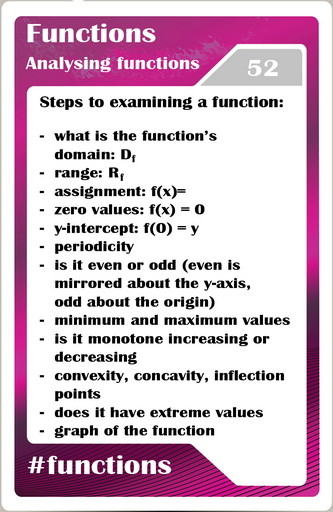 Functions
Analysing functions
52
Steps to examining a function:
- what is the function's
domain: D_f
- range: R_f
- assignment: f(x)=
- zero values: f(x) = 0
- y-intercept: f(0) = y
- periodicity
- is it even or odd (even is
mirrored about the y-axis,
odd about the origin)
- minimum and maximum values
- is it monotone increasing or
decreasing
- convexity, concavity, inflection
points
- does it have extreme values
- graph of the function
#functions